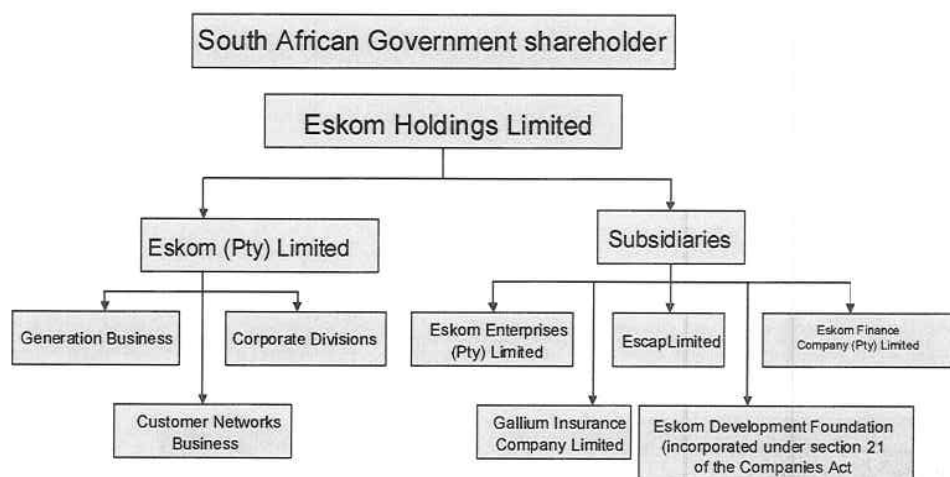 South African Government shareholder
Eskom Holdings Limited
Eskom (Pty) Limited
Subsidiaries
Generation Business
Corporate Divisions
Eskom Enterprises
(Pty) Limited
EscapLimited
Eskom Finance
Company (Pty) Limited
Customer Networks
Business
Gallium Insurance
Company Limited
Eskom Development Foundation
(incorporated under section 21
of the Companies Act